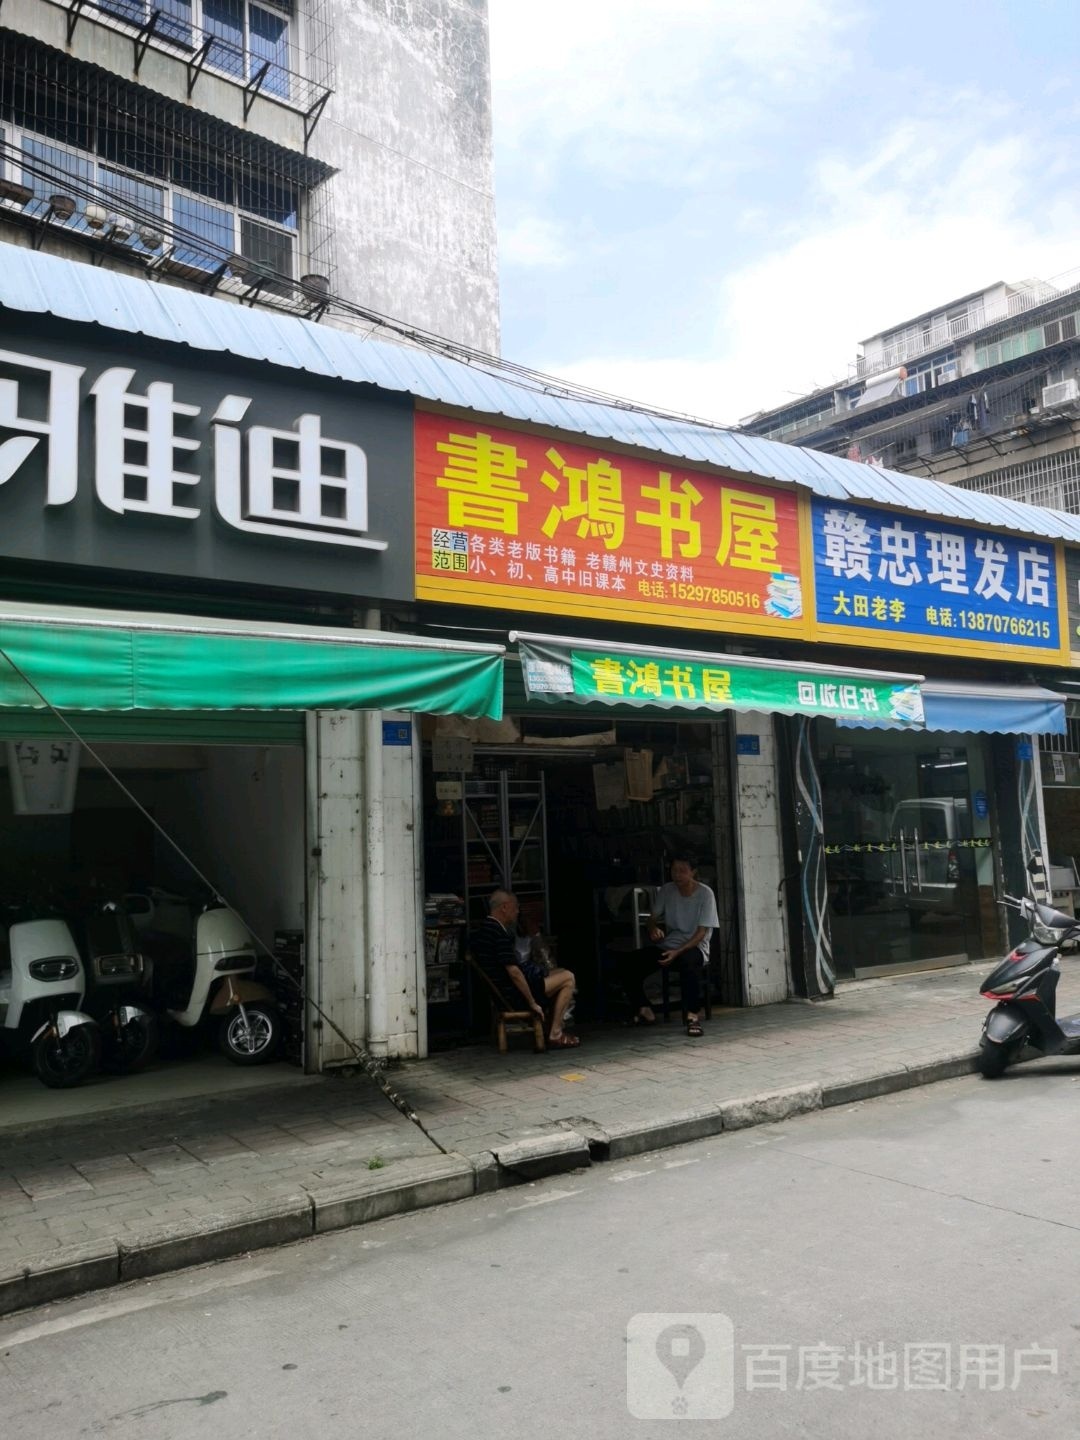 雅迪
書鴻书屋
经营范围
各类老版书籍 老赣州文史资料
小、初、高中旧课本 电话:15297850516
赣忠理发店
大田老李 电话:13870766215
書鴻书屋 回收旧书
百度地图用户